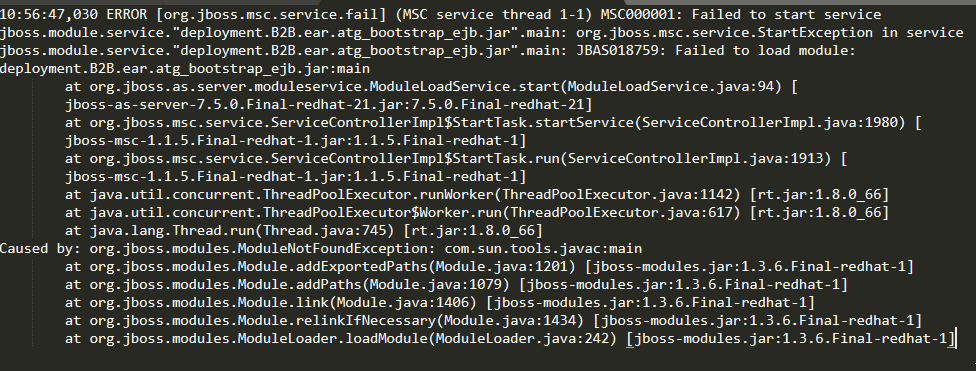 10:56:47,030 ERROR [org.jboss.msc.service.fail] (MSC service thread 1-1) MSC000001: Failed to start service
jboss.module.service."deployment.B2B.ear.atg_bootstrap_ejb.jar".main: org.jboss.msc.service.StartException in service
jboss.module.service."deployment.B2B.ear.atg_bootstrap_ejb.jar".main: JBAS018759: Failed to load module:
deployment.B2B.ear.atg_bootstrap_ejb.jar:main
at org.jboss.as.server.moduleservice.ModuleLoadService.start(ModuleLoadService.java:94) [
jboss-as-server-7.5.0.Final-redhat-21.jar:7.5.0.Final-redhat-21]
at org.jboss.msc.service.ServiceControllerImpl$StartTask.startService(ServiceControllerImpl.java:1980) [
jboss-msc-1.1.5.Final-redhat-1.jar:1.1.5.Final-redhat-1]
at org.jboss.msc.service.ServiceControllerImpl$StartTask.run(ServiceControllerImpl.java:1913) [
jboss-msc-1.1.5.Final-redhat-1.jar:1.1.5.Final-redhat-1]
at java.util.concurrent.ThreadPoolExecutor.runWorker(ThreadPoolExecutor.java:1142) [rt.jar:1.8.0_66]
at java.util.concurrent.ThreadPoolExecutor$Worker.run(ThreadPoolExecutor.java:617) [rt.jar:1.8.0_66]
at java.lang.Thread.run(Thread.java:745) [rt.jar:1.8.0_66]
Caused by: org.jboss.modules.ModuleNotFoundException: com.sun.tools.javac:main
at org.jboss.modules.Module.addExportedPaths(Module.java:1201) [jboss-modules.jar:1.3.6.Final-redhat-1]
at org.jboss.modules.Module.addPaths(Module.java:1079) [jboss-modules.jar:1.3.6.Final-redhat-1]
at org.jboss.modules.Module.link(Module.java:1406) [jboss-modules.jar:1.3.6.Final-redhat-1]
at org.jboss.modules.Module.relinkIfNecessary(Module.java:1434) [jboss-modules.jar:1.3.6.Final-redhat-1]
at org.jboss.modules.ModuleLoader.loadModule(ModuleLoader.java:242) [jboss-modules.jar:1.3.6.Final-redhat-1]